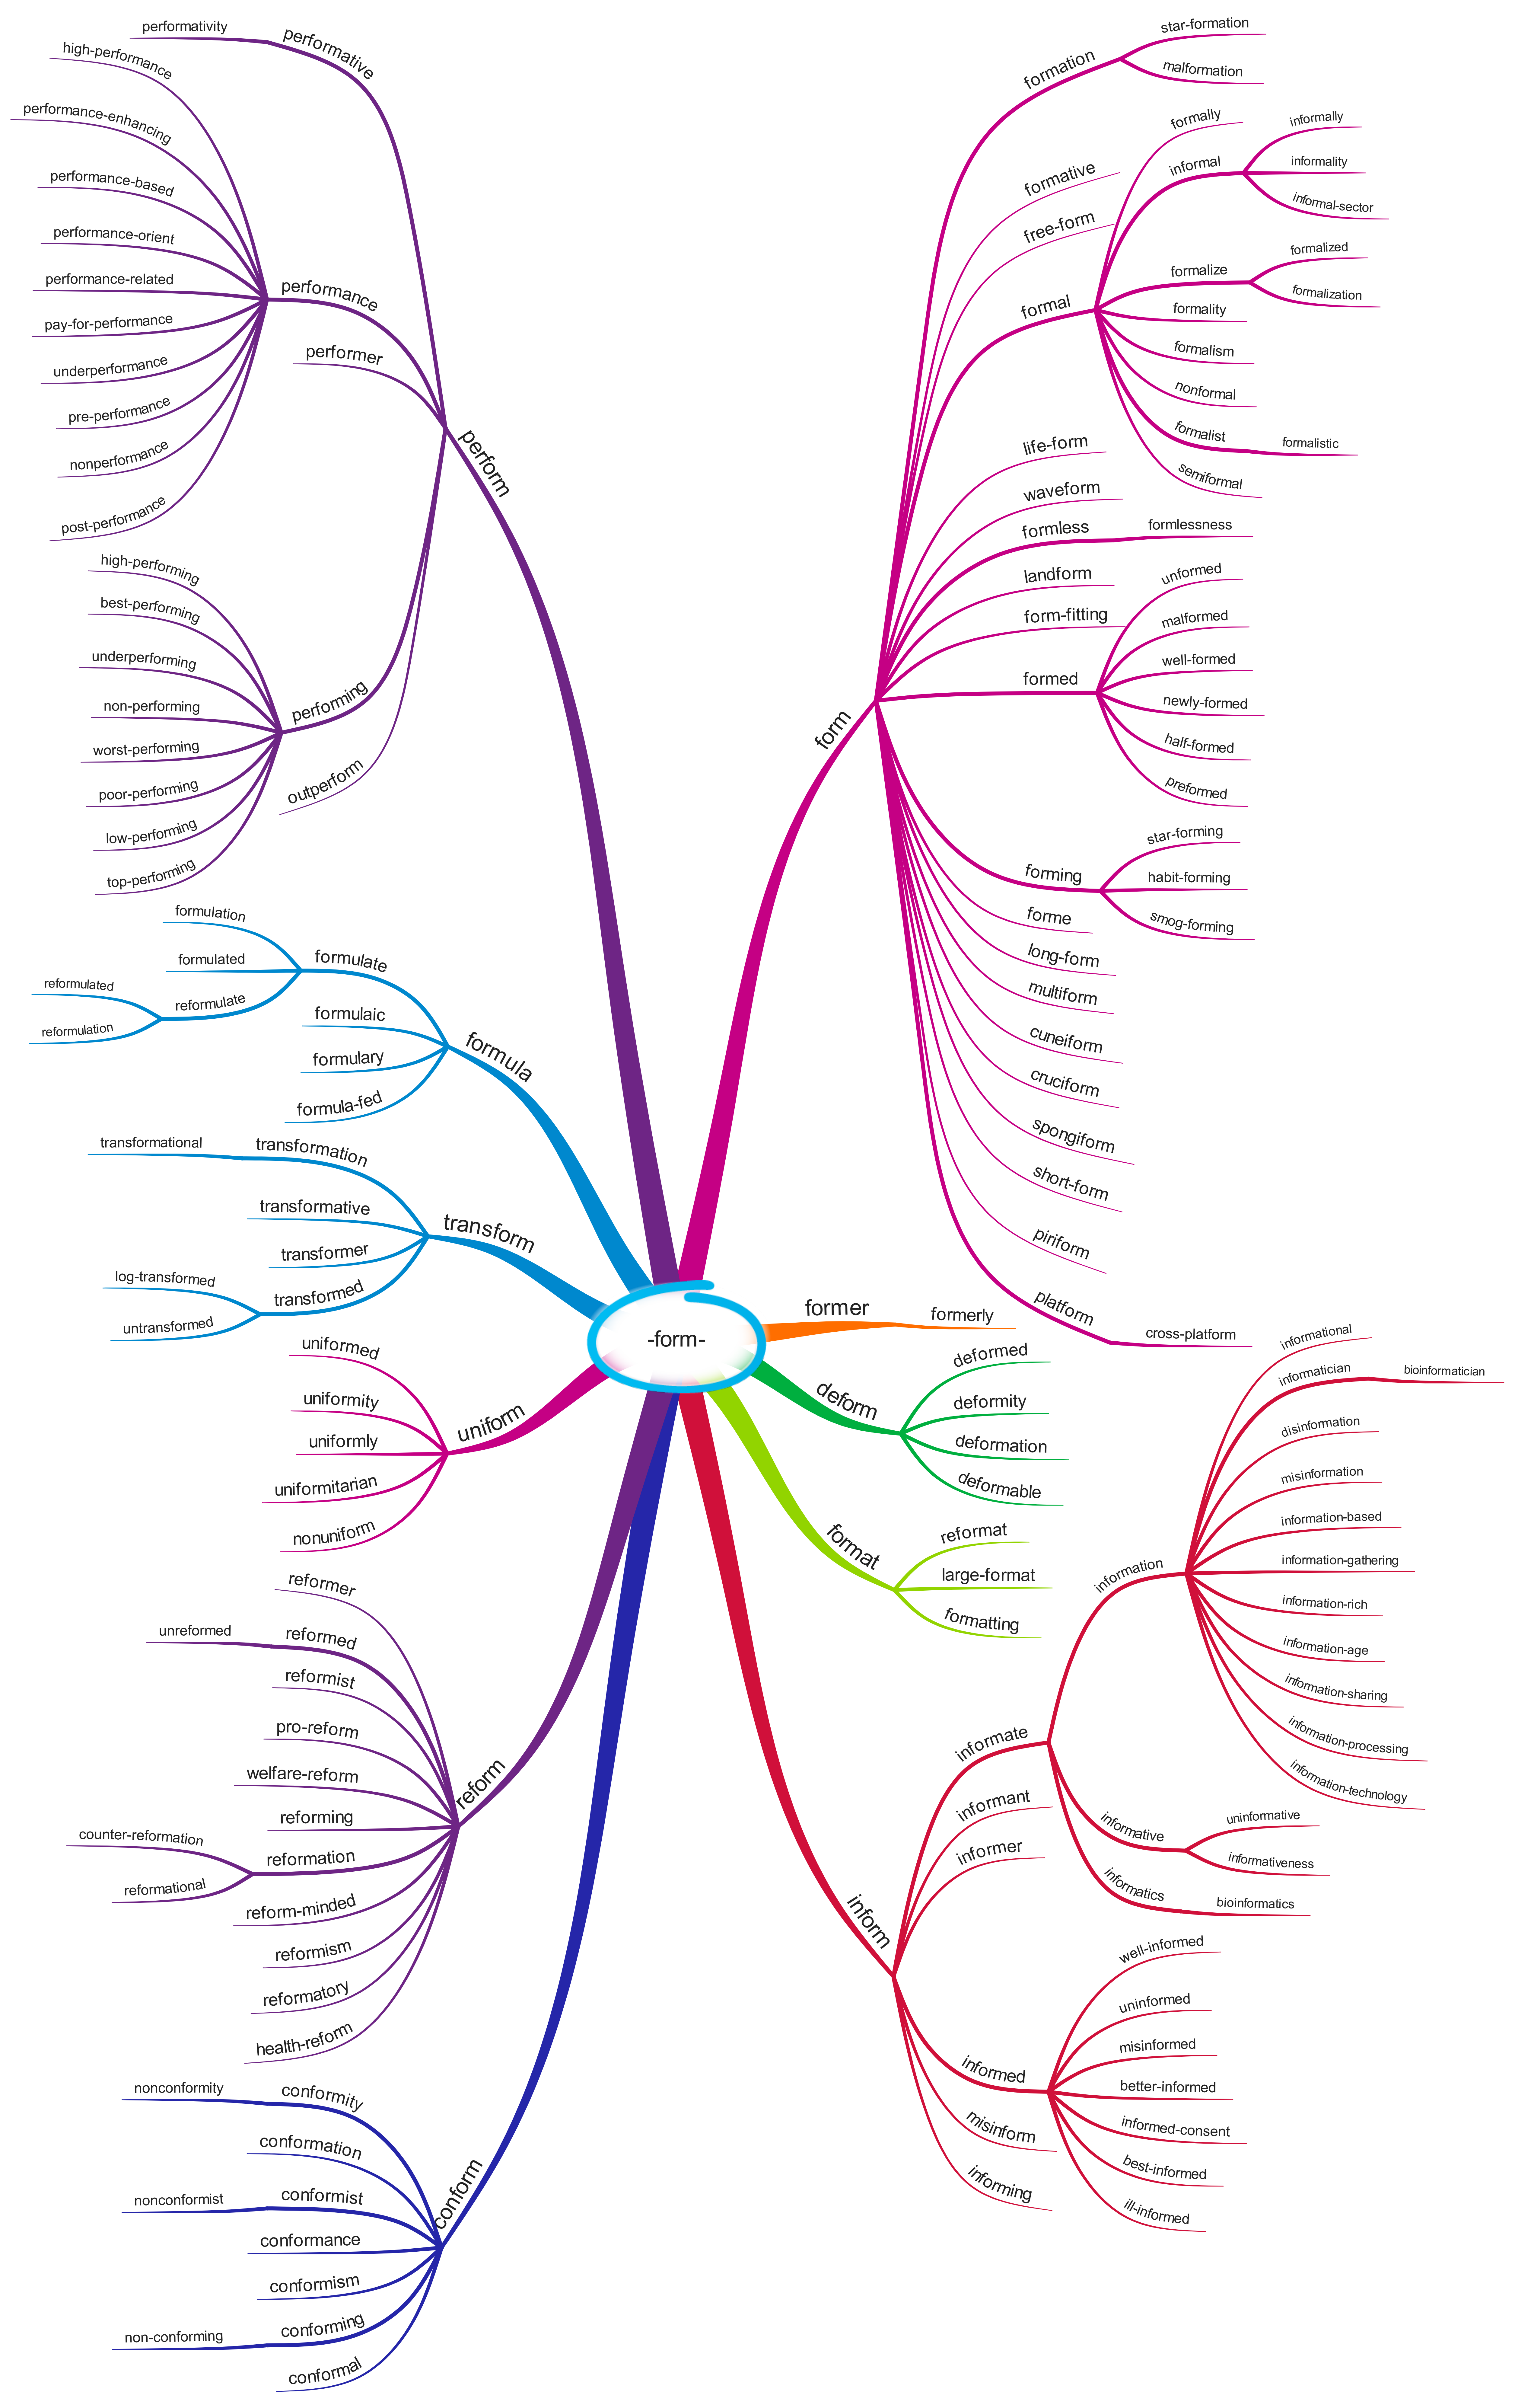 -form-
form
formation
star-formation
malformation
formative
free-form
formal
formally
informal
informally
informality
informal-sector
formalize
formalized
formalization
formality
formalism
nonformal
formalist
formalistic
semiformal
life-form
waveform
formless
formlessness
landform
form-fitting
formed
unformed
malformed
well-formed
newly-formed
half-formed
preformed
forming
star-forming
habit-forming
smog-forming
forme
long-form
multiform
cuneiform
cruciform
spongiform
short-form
piriform
platform
cross-platform
former
formerly
deform
deformed
deformity
deformation
deformable
format
reformat
large-format
formatting
inform
informate
information
informational
informatician
bioinformatician
disinformation
misinformation
information-based
information-gathering
information-rich
information-age
information-sharing
information-processing
information-technology
informative
uninformative
informativeness
informatics
bioinformatics
informant
informer
informed
well-informed
uninformed
misinformed
better-informed
informed-consent
best-informed
ill-informed
misinform
informing
perform
performative
performativity
performance
high-performance
performance-enhancing
performance-based
performance-orient
performance-related
pay-for-performance
underperformance
pre-performance
nonperformance
post-performance
performer
performing
high-performing
best-performing
underperforming
non-performing
worst-performing
poor-performing
low-performing
top-performing
outperform
formula
formulate
formulation
formulated
reformulate
reformulated
reformulation
formulaic
formulary
formula-fed
transform
transformation
transformational
transformative
transformer
transformed
log-transformed
untransformed
uniform
uniformed
uniformity
uniformly
uniformitarian
nonuniform
reform
reformer
reformed
unreformed
reformist
pro-reform
welfare-reform
reforming
reformation
counter-reformation
reformational
reform-minded
reformism
reformatory
health-reform
conform
conformity
nonconformity
conformation
conformist
nonconformist
conformance
conformism
conforming
non-conforming
conformal